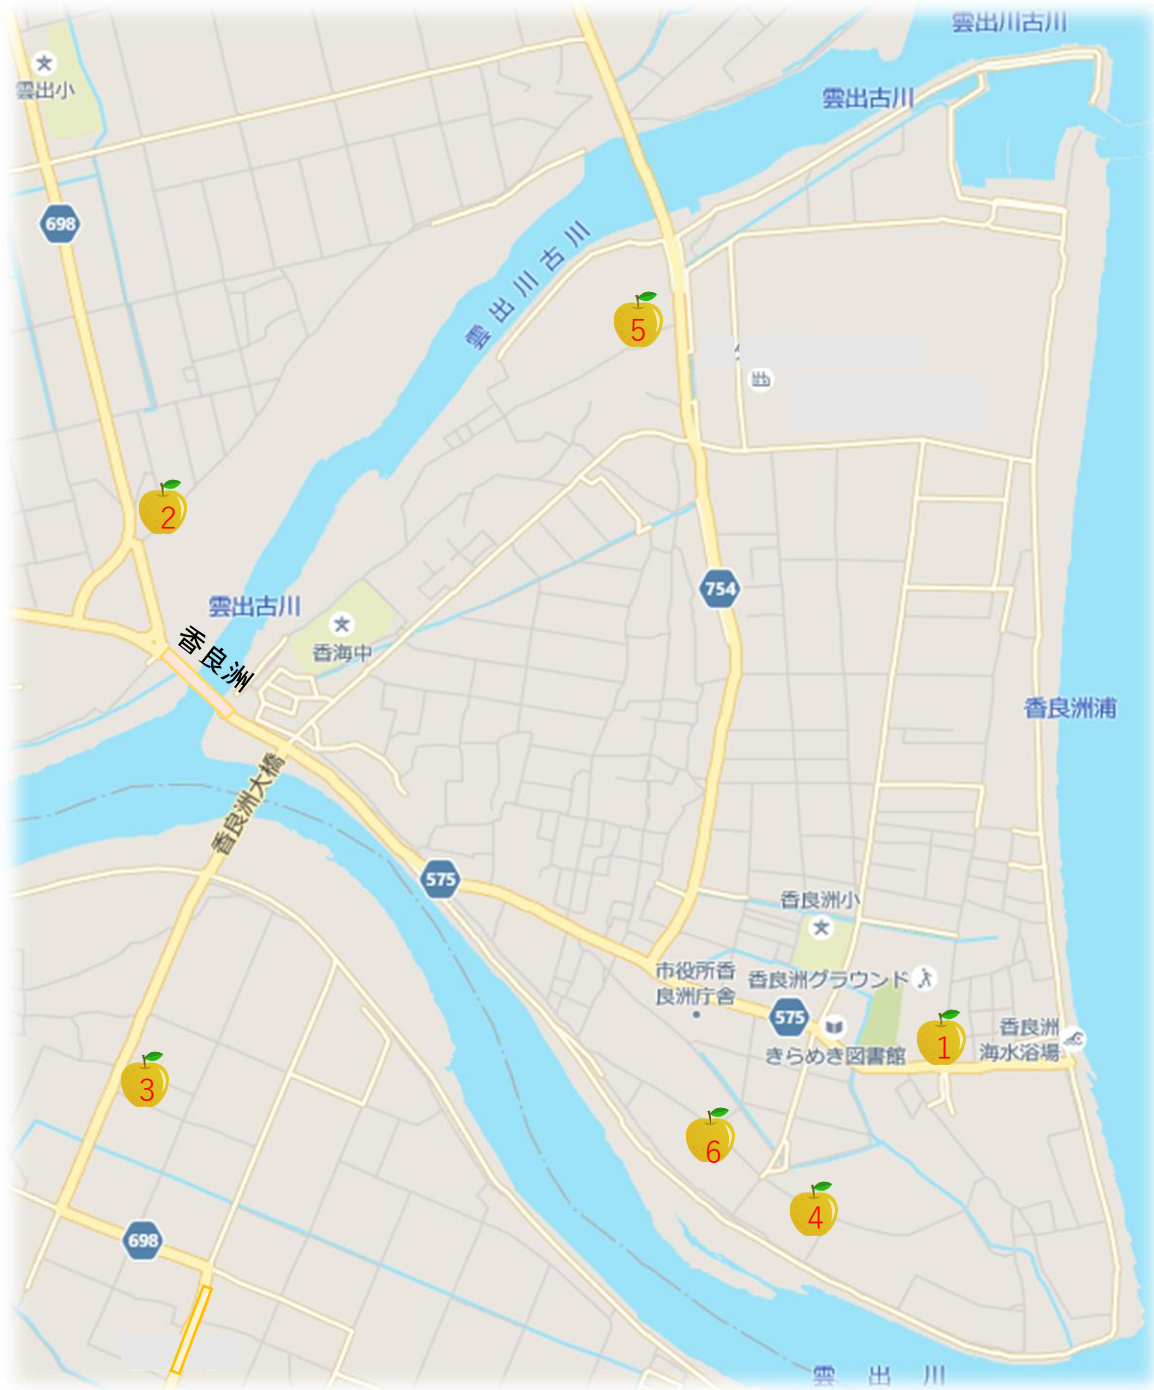 雲出川古川
雲出小
雲出古川
698
雲出川古川
5
2
754
雲出古川
香良洲
香海中
香良洲浦
香良洲大橋
575
香良洲小
市役所香
良洲庁舎
香良洲グラウンド
575
香良洲
海水浴場
1
きらめき図書館
3
6
4
698
雲出川